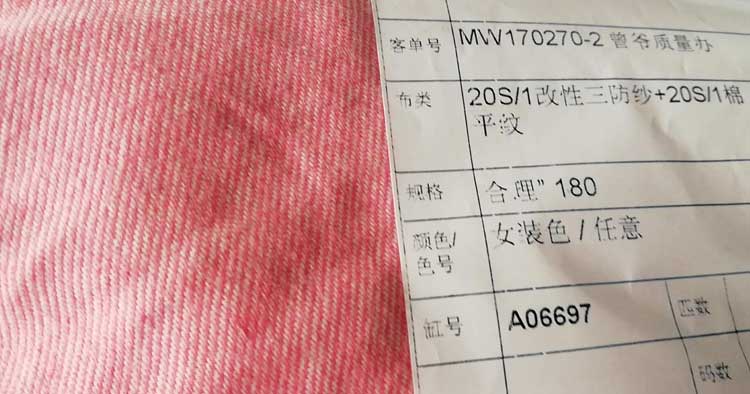 客单号 MW170270-2 曾爷质量办
布类 20S/1改性三防纱+20S/1棉
平纹
规格 合理" 180
颜色/ 女装色 / 任意
色号
缸号 A06697 匹数
码数